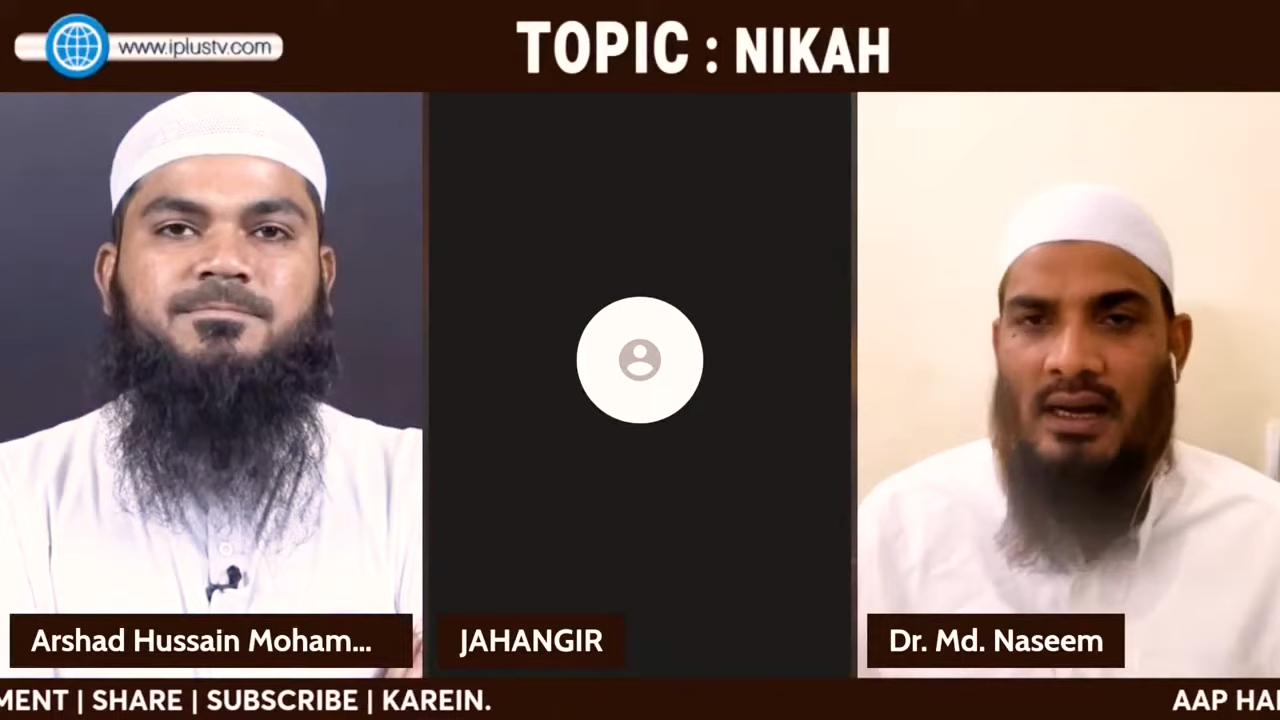 www.iplustv.com
TOPIC : NIKAH
Arshad Hussain Moham...
JAHANGIR
Dr. Md. Naseem
MENT | SHARE | SUBSCRIBE | KAREIN.
AAP HA